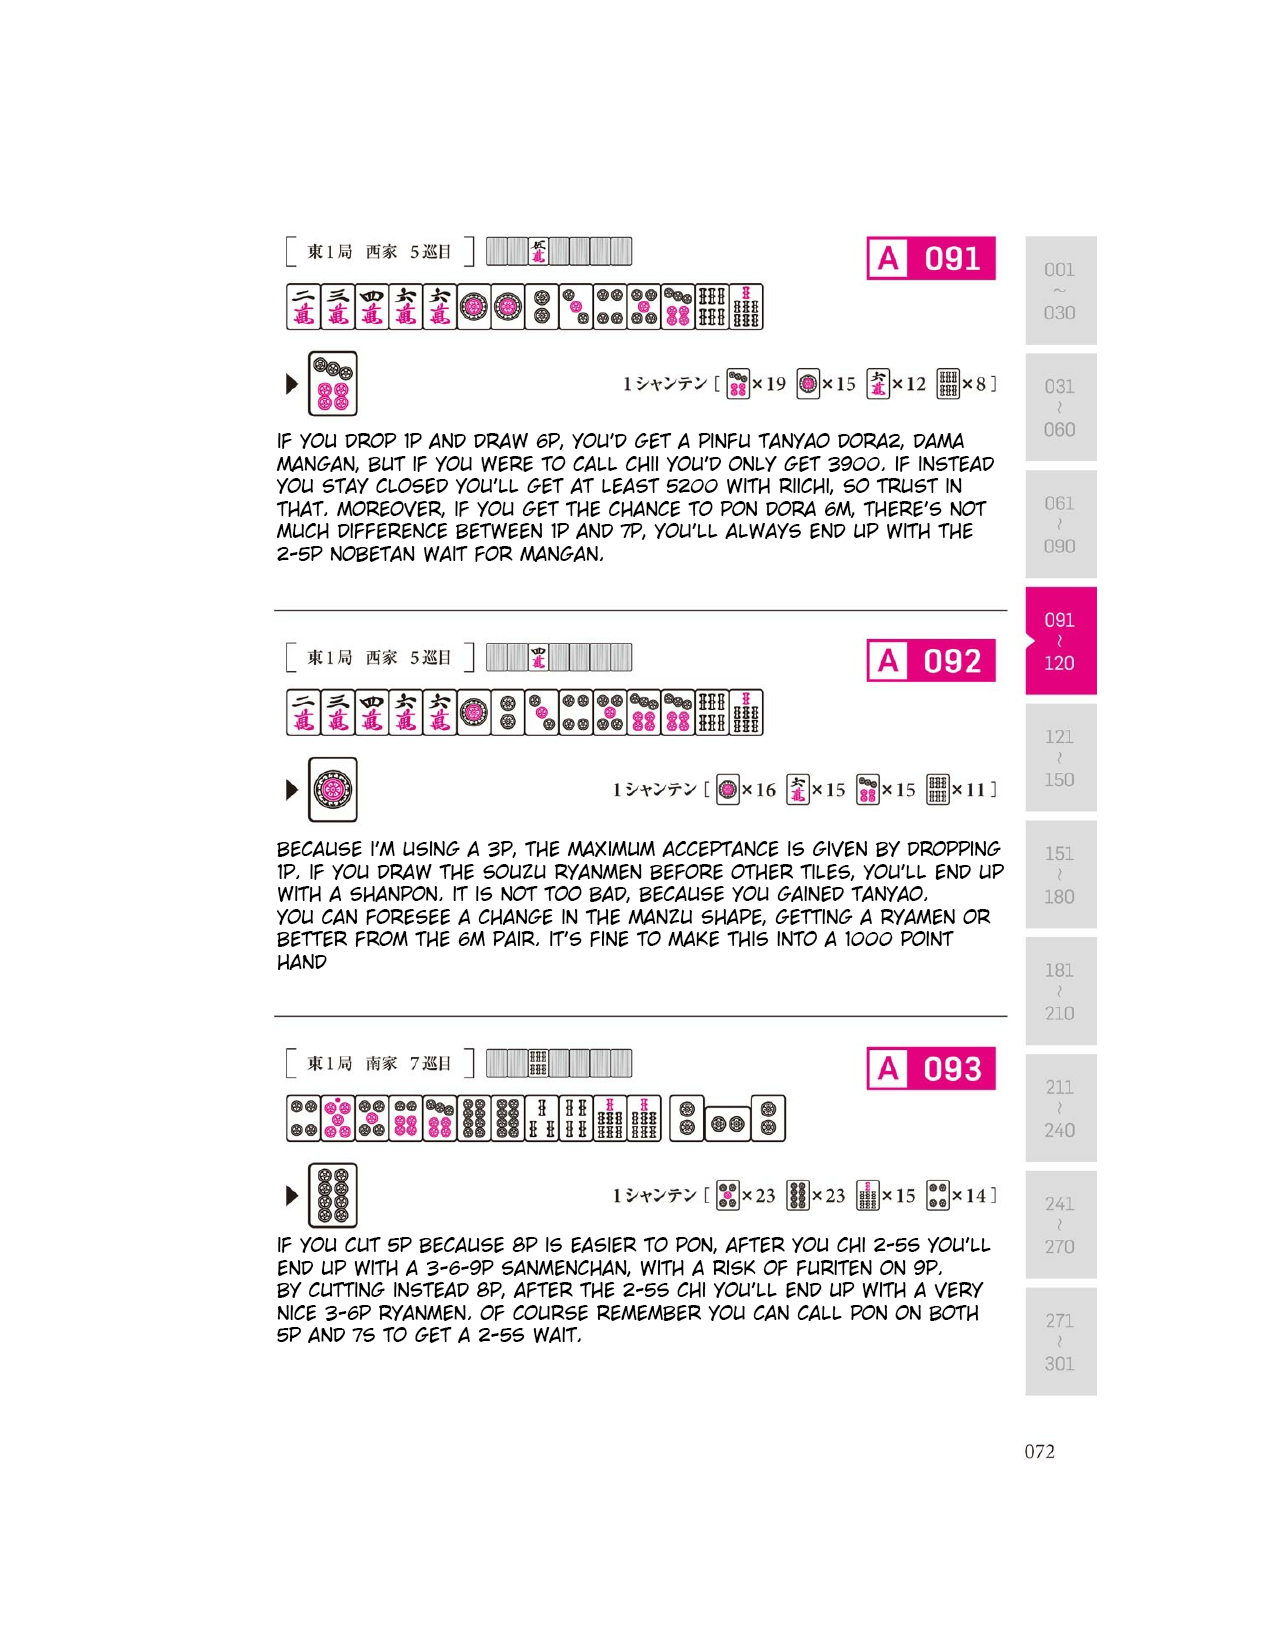 [ 東1局 西家 5巡目 ]
A 091
1シャンテン [ ×19 ×15 ×12 ×8 ]
IF YOU DROP 1P AND DRAW 6P, YOU'D GET A PINFU TANYAO DORA2, DAMA
MANGAN, BUT IF YOU WERE TO CALL CHII YOU'D ONLY GET 3900. IF INSTEAD
YOU STAY CLOSED YOU'LL GET AT LEAST 5200 WITH RIICHI, SO TRUST IN
THAT. MOREOVER, IF YOU GET THE CHANCE TO PON DORA 6M, THERE'S NOT
MUCH DIFFERENCE BETWEEN 1P AND 7P, YOU'LL ALWAYS END UP WITH THE
2-5P NOBETAN WAIT FOR MANGAN.
[ 東1局 西家 5巡目 ]
A 092
1シャンテン [ ×16 ×15 ×15 ×11 ]
BECAUSE I'M USING A 3P, THE MAXIMUM ACCEPTANCE IS GIVEN BY DROPPING
1P. IF YOU DRAW THE SOUZU RYANMEN BEFORE OTHER TILES, YOU'LL END UP
WITH A SHANPON. IT IS NOT TOO BAD, BECAUSE YOU GAINED TANYAO.
YOU CAN FORESEE A CHANGE IN THE MANZU SHAPE, GETTING A RYAMEN OR
BETTER FROM THE 6M PAIR. IT'S FINE TO MAKE THIS INTO A 1000 POINT
HAND
[ 東1局 南家 7巡目 ]
A 093
1シャンテン [ ×23 ×23 ×15 ×14 ]
IF YOU CUT 5P BECAUSE 8P IS EASIER TO PON, AFTER YOU CHI 2-5S YOU'LL
END UP WITH A 3-6-9P SANMENCHAN, WITH A RISK OF FURITEN ON 9P.
BY CUTTING INSTEAD 8P, AFTER THE 2-5S CHI YOU'LL END UP WITH A VERY
NICE 3-6P RYANMEN. OF COURSE REMEMBER YOU CAN CALL PON ON BOTH
5P AND 7S TO GET A 2-5S WAIT.
001
~
030
031
~
060
061
~
090
091
~
120
121
~
150
151
~
180
181
~
210
211
~
240
241
~
270
271
~
301
072